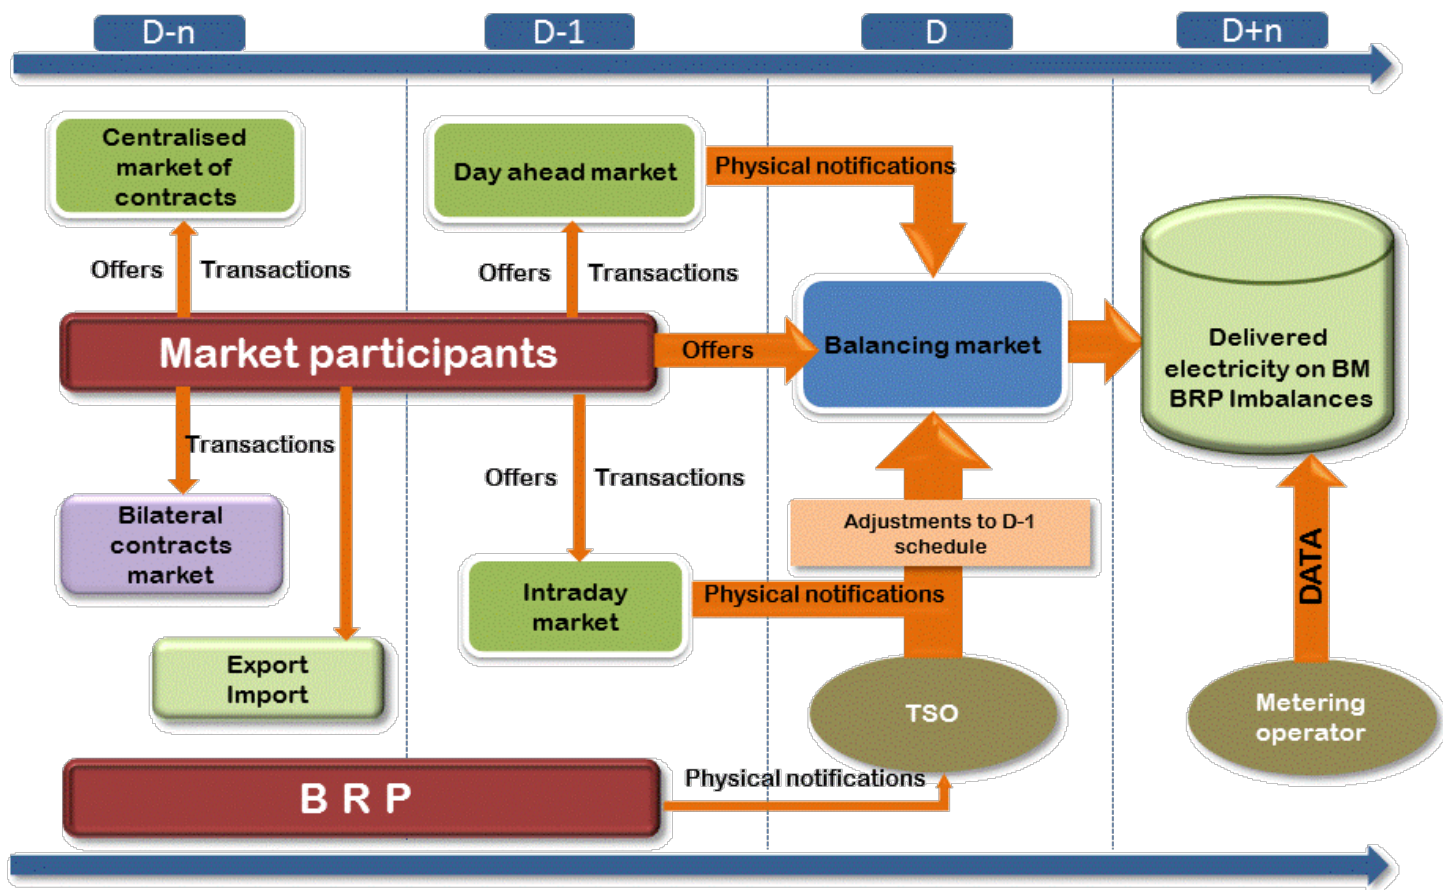 D-n
D-1
D
D+n
Centralised
market of
contracts
Day ahead market
Physical notifications
Offers
Transactions
Offers
Transactions
Market participants
Offers
Balancing market
Delivered
electricity on BM
BRP Imbalances
Transactions
Offers
Transactions
Bilateral
contracts
market
Adjustments to D-1
schedule
DATA
Intraday
market
Physical notifications
Export
Import
TSO
Metering
operator
Physical notifications
B R P